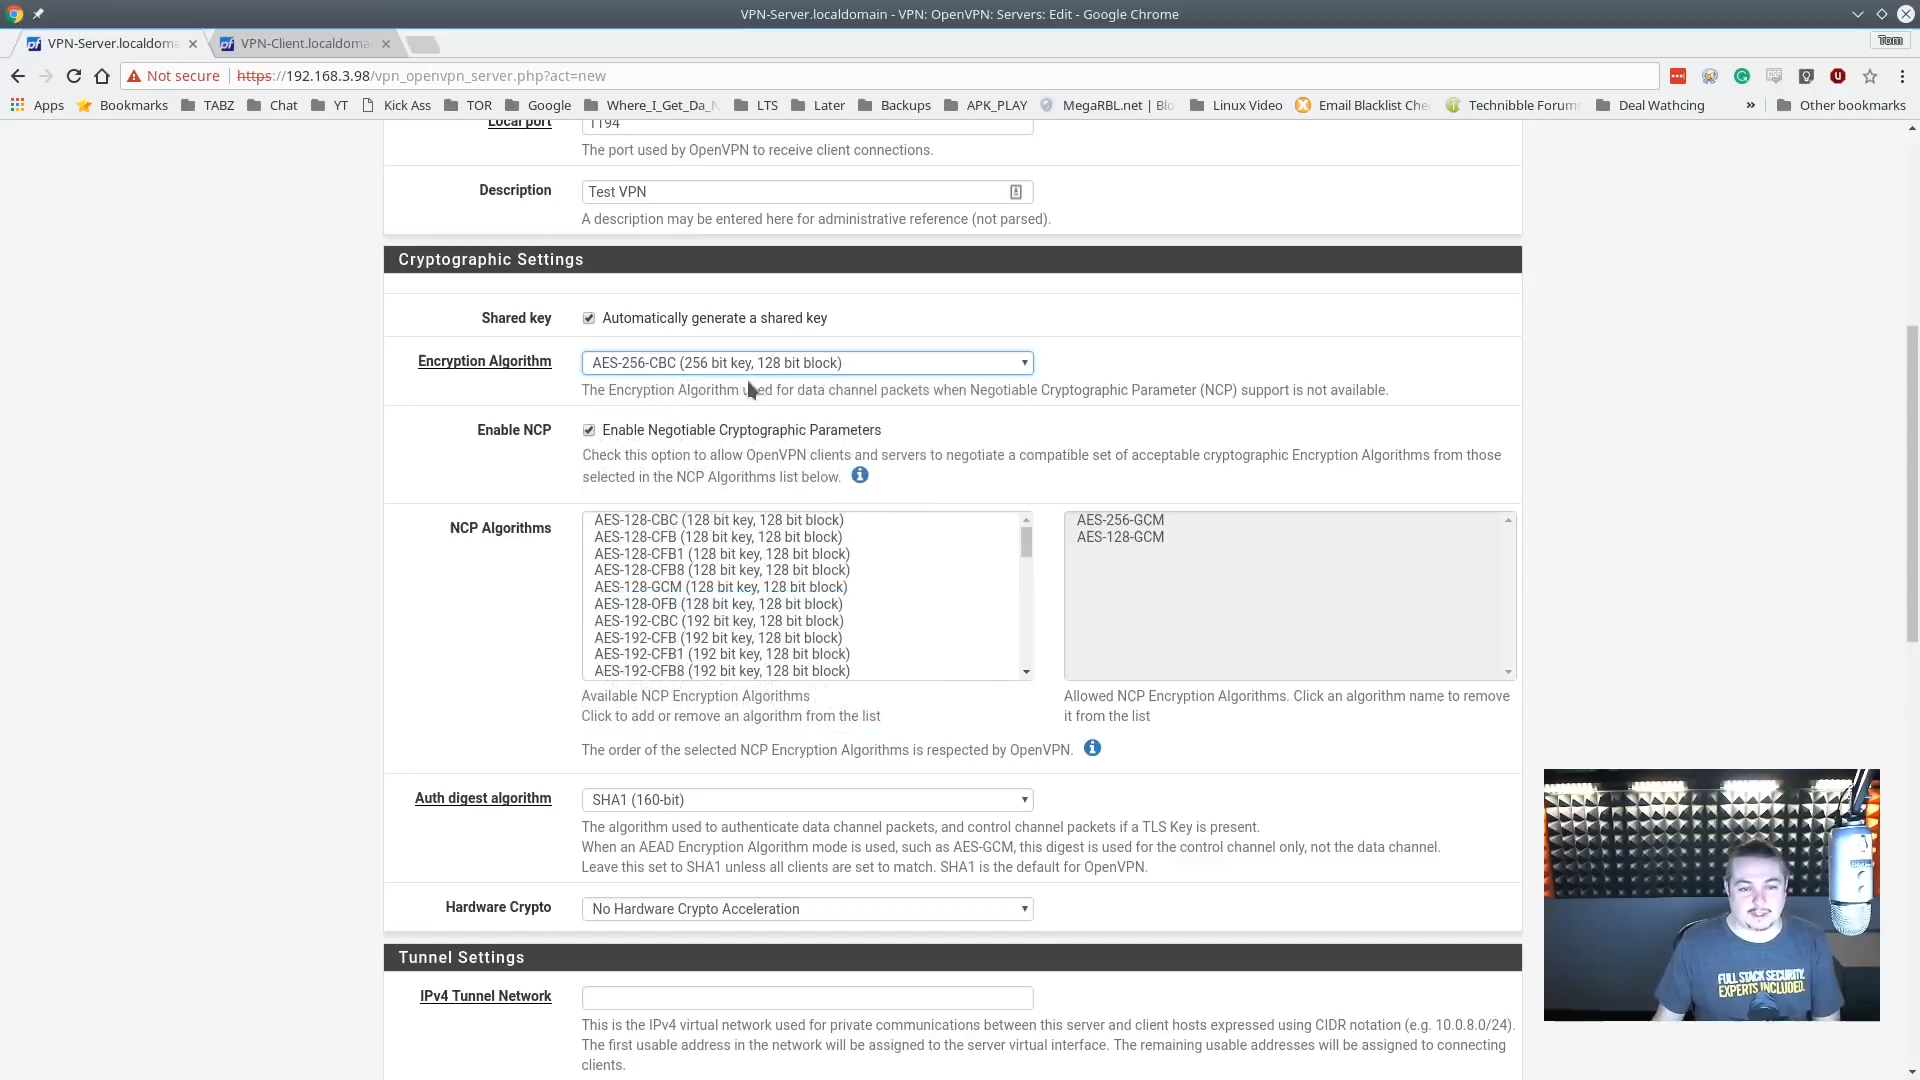 VPN-Server.localdomain - VPN: OpenVPN: Servers: Edit - Google Chrome
VPN-Server.localdoma
VPN-Client.localdoma
Tom
Not secure
https://192.168.3.98/vpn_openvpn_server.php?act=new
Apps
Bookmarks
TABZ
Chat
YT
Kick Ass
TOR
Google
Where_I_Get_Da_
LTS
Later
Backups
APK_PLAY
MegaRBL.net | Blo
Linux Video
Email Blacklist Che
Technibble Forum
Deal Wathcing
»
Other bookmarks
Local port
1194
The port used by OpenVPN to receive client connections.
Description
Test VPN
A description may be entered here for administrative reference (not parsed).
Cryptographic Settings
Shared key
Automatically generate a shared key
Encryption Algorithm
AES-256-CBC (256 bit key, 128 bit block)
The Encryption Algorithm used for data channel packets when Negotiable Cryptographic Parameter (NCP) support is not available.
Enable NCP
Enable Negotiable Cryptographic Parameters
Check this option to allow OpenVPN clients and servers to negotiate a compatible set of acceptable cryptographic Encryption Algorithms from those
selected in the NCP Algorithms list below.
NCP Algorithms
AES-128-CBC (128 bit key, 128 bit block)
AES-128-CFB (128 bit key, 128 bit block)
AES-128-CFB1 (128 bit key, 128 bit block)
AES-128-CFB8 (128 bit key, 128 bit block)
AES-128-GCM (128 bit key, 128 bit block)
AES-128-OFB (128 bit key, 128 bit block)
AES-192-CBC (192 bit key, 128 bit block)
AES-192-CFB (192 bit key, 128 bit block)
AES-192-CFB1 (192 bit key, 128 bit block)
AES-192-CFB8 (192 bit key, 128 bit block)
Available NCP Encryption Algorithms
Click to add or remove an algorithm from the list
AES-256-GCM
AES-128-GCM
Allowed NCP Encryption Algorithms. Click an algorithm name to remove
it from the list
The order of the selected NCP Encryption Algorithms is respected by OpenVPN.
Auth digest algorithm
SHA1 (160-bit)
The algorithm used to authenticate data channel packets, and control channel packets if a TLS Key is present.
When an AEAD Encryption Algorithm mode is used, such as AES-GCM, this digest is used for the control channel only, not the data channel.
Leave this set to SHA1 unless all clients are set to match. SHA1 is the default for OpenVPN.
Hardware Crypto
No Hardware Crypto Acceleration
Tunnel Settings
IPv4 Tunnel Network
This is the IPv4 virtual network used for private communications between this server and client hosts expressed using CIDR notation (e.g. 10.0.8.0/24).
The first usable address in the network will be assigned to the server virtual interface. The remaining usable addresses will be assigned to connecting
clients.
FULL STACK SECURITY.
EXPERTS INCLUDED.